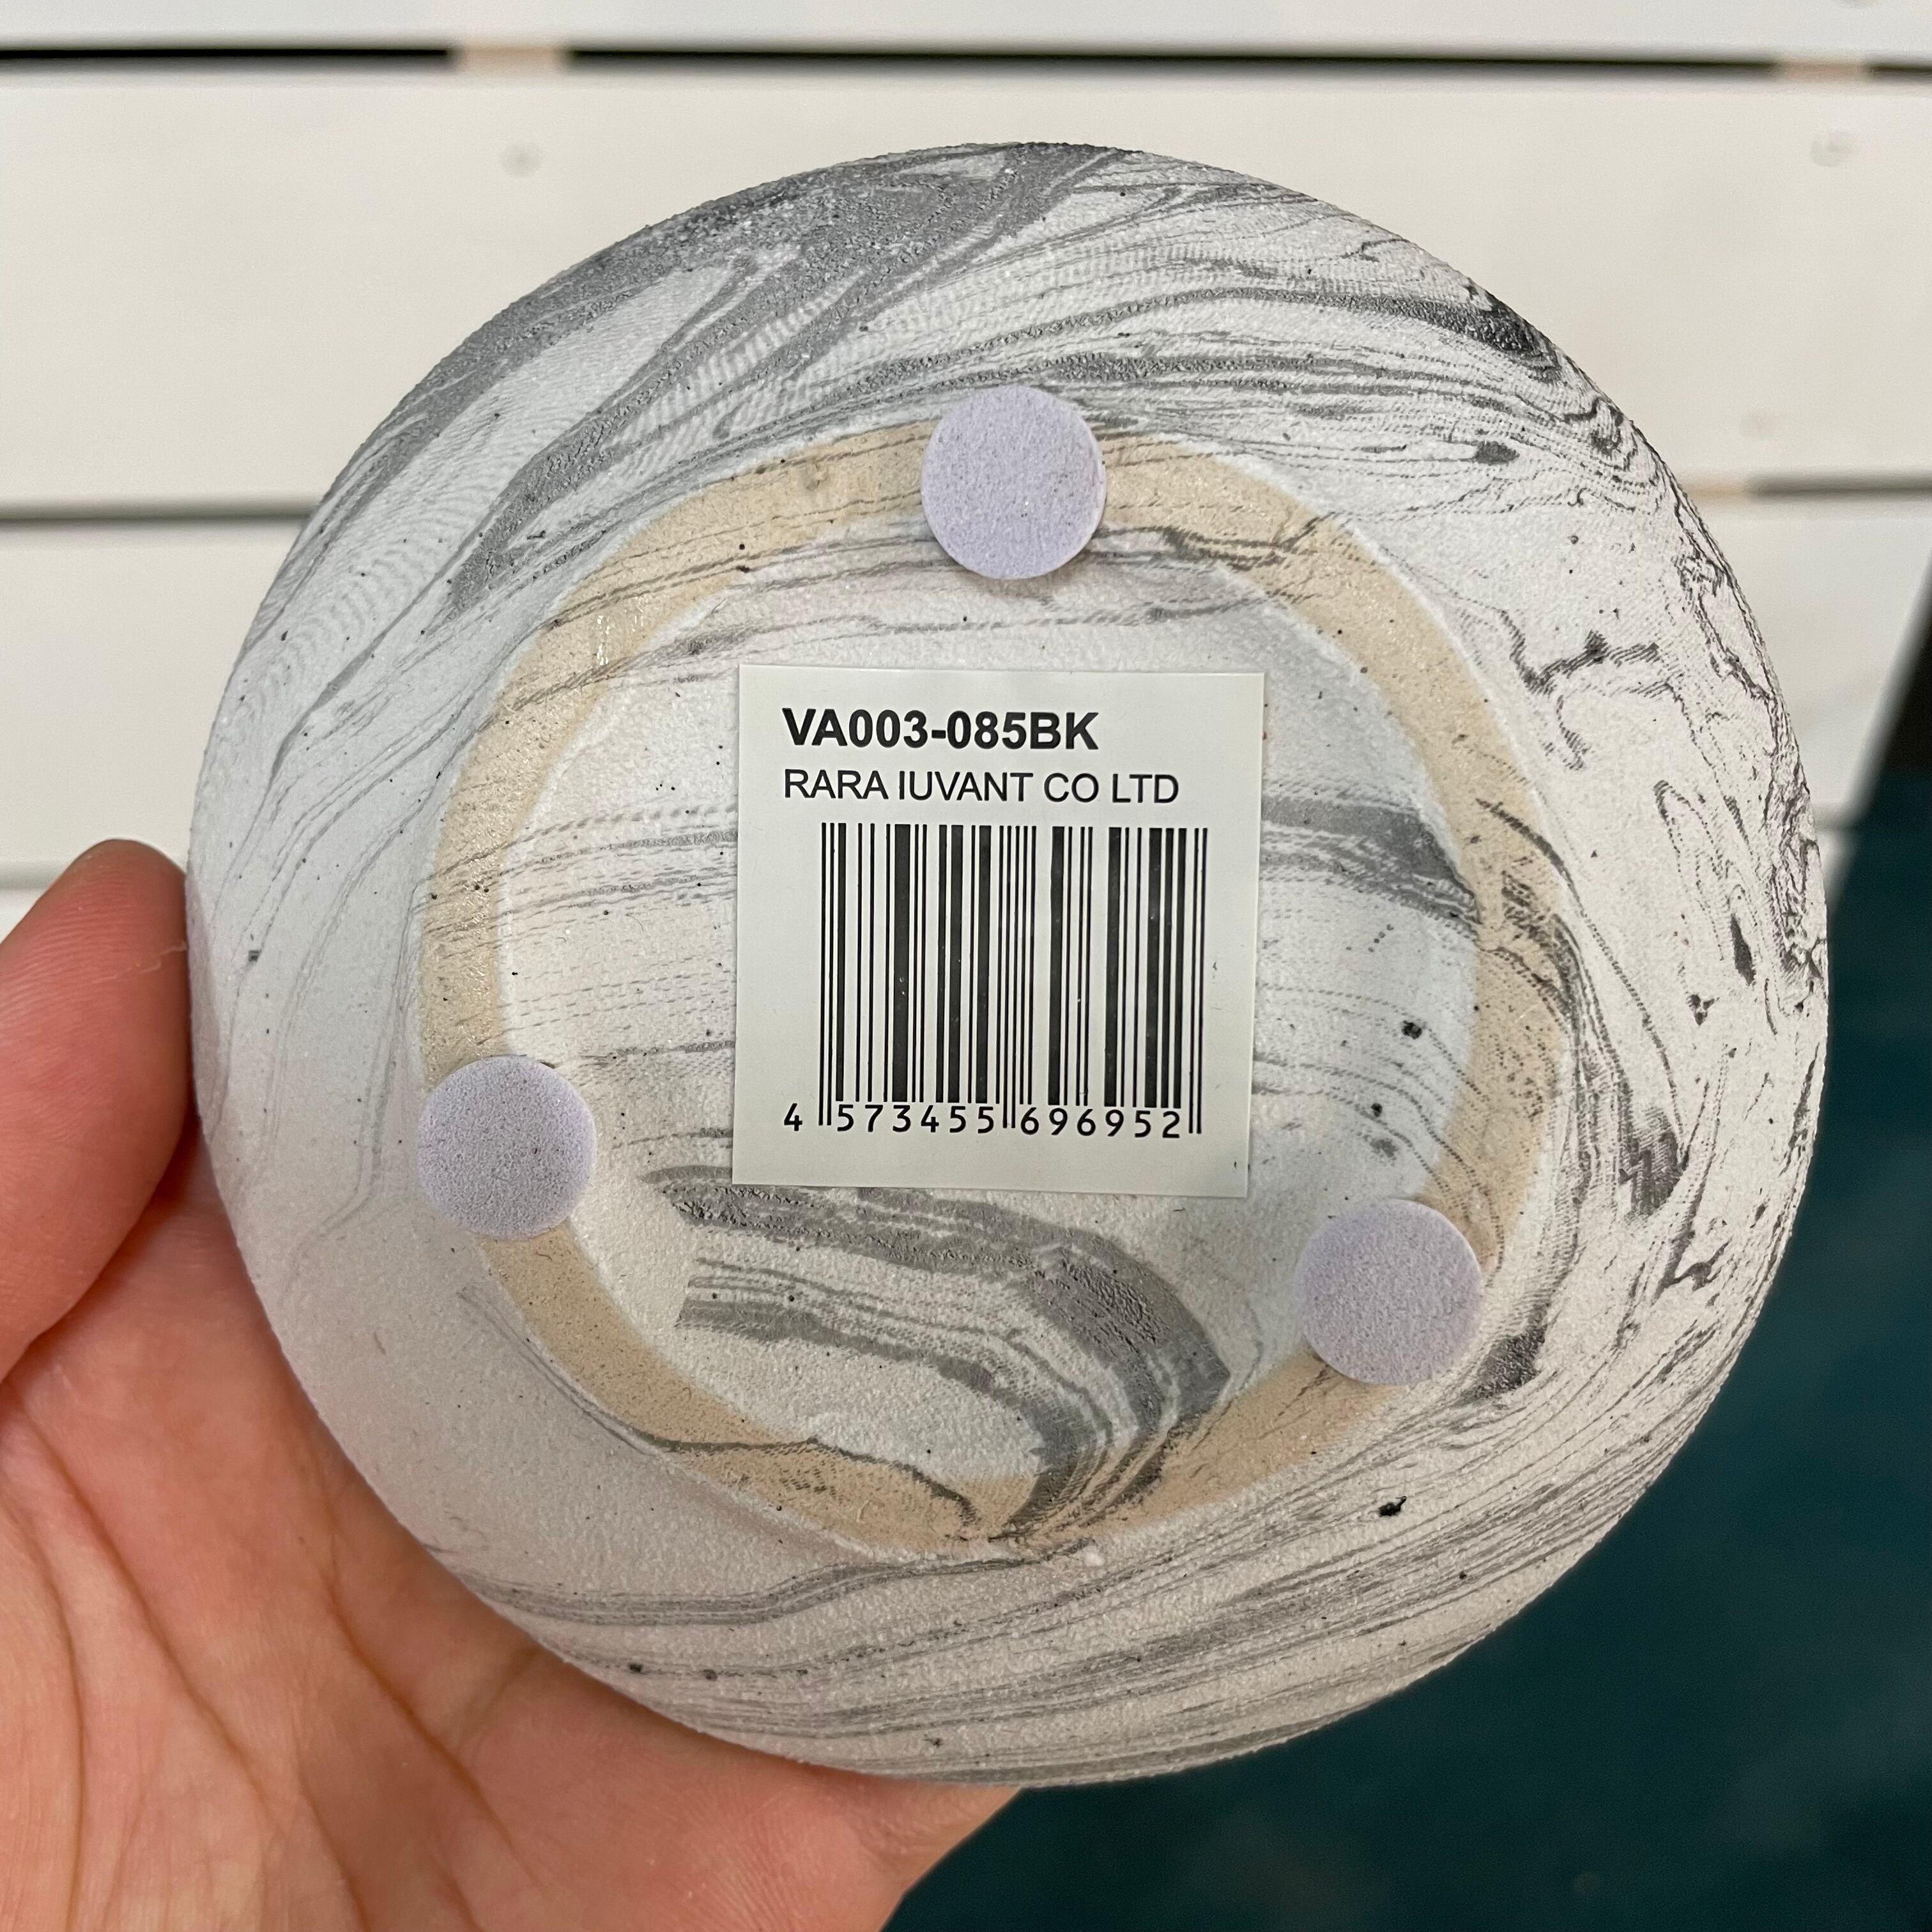 VA003-085BK
RARA IUVANT CO LTD
4 573455 696952